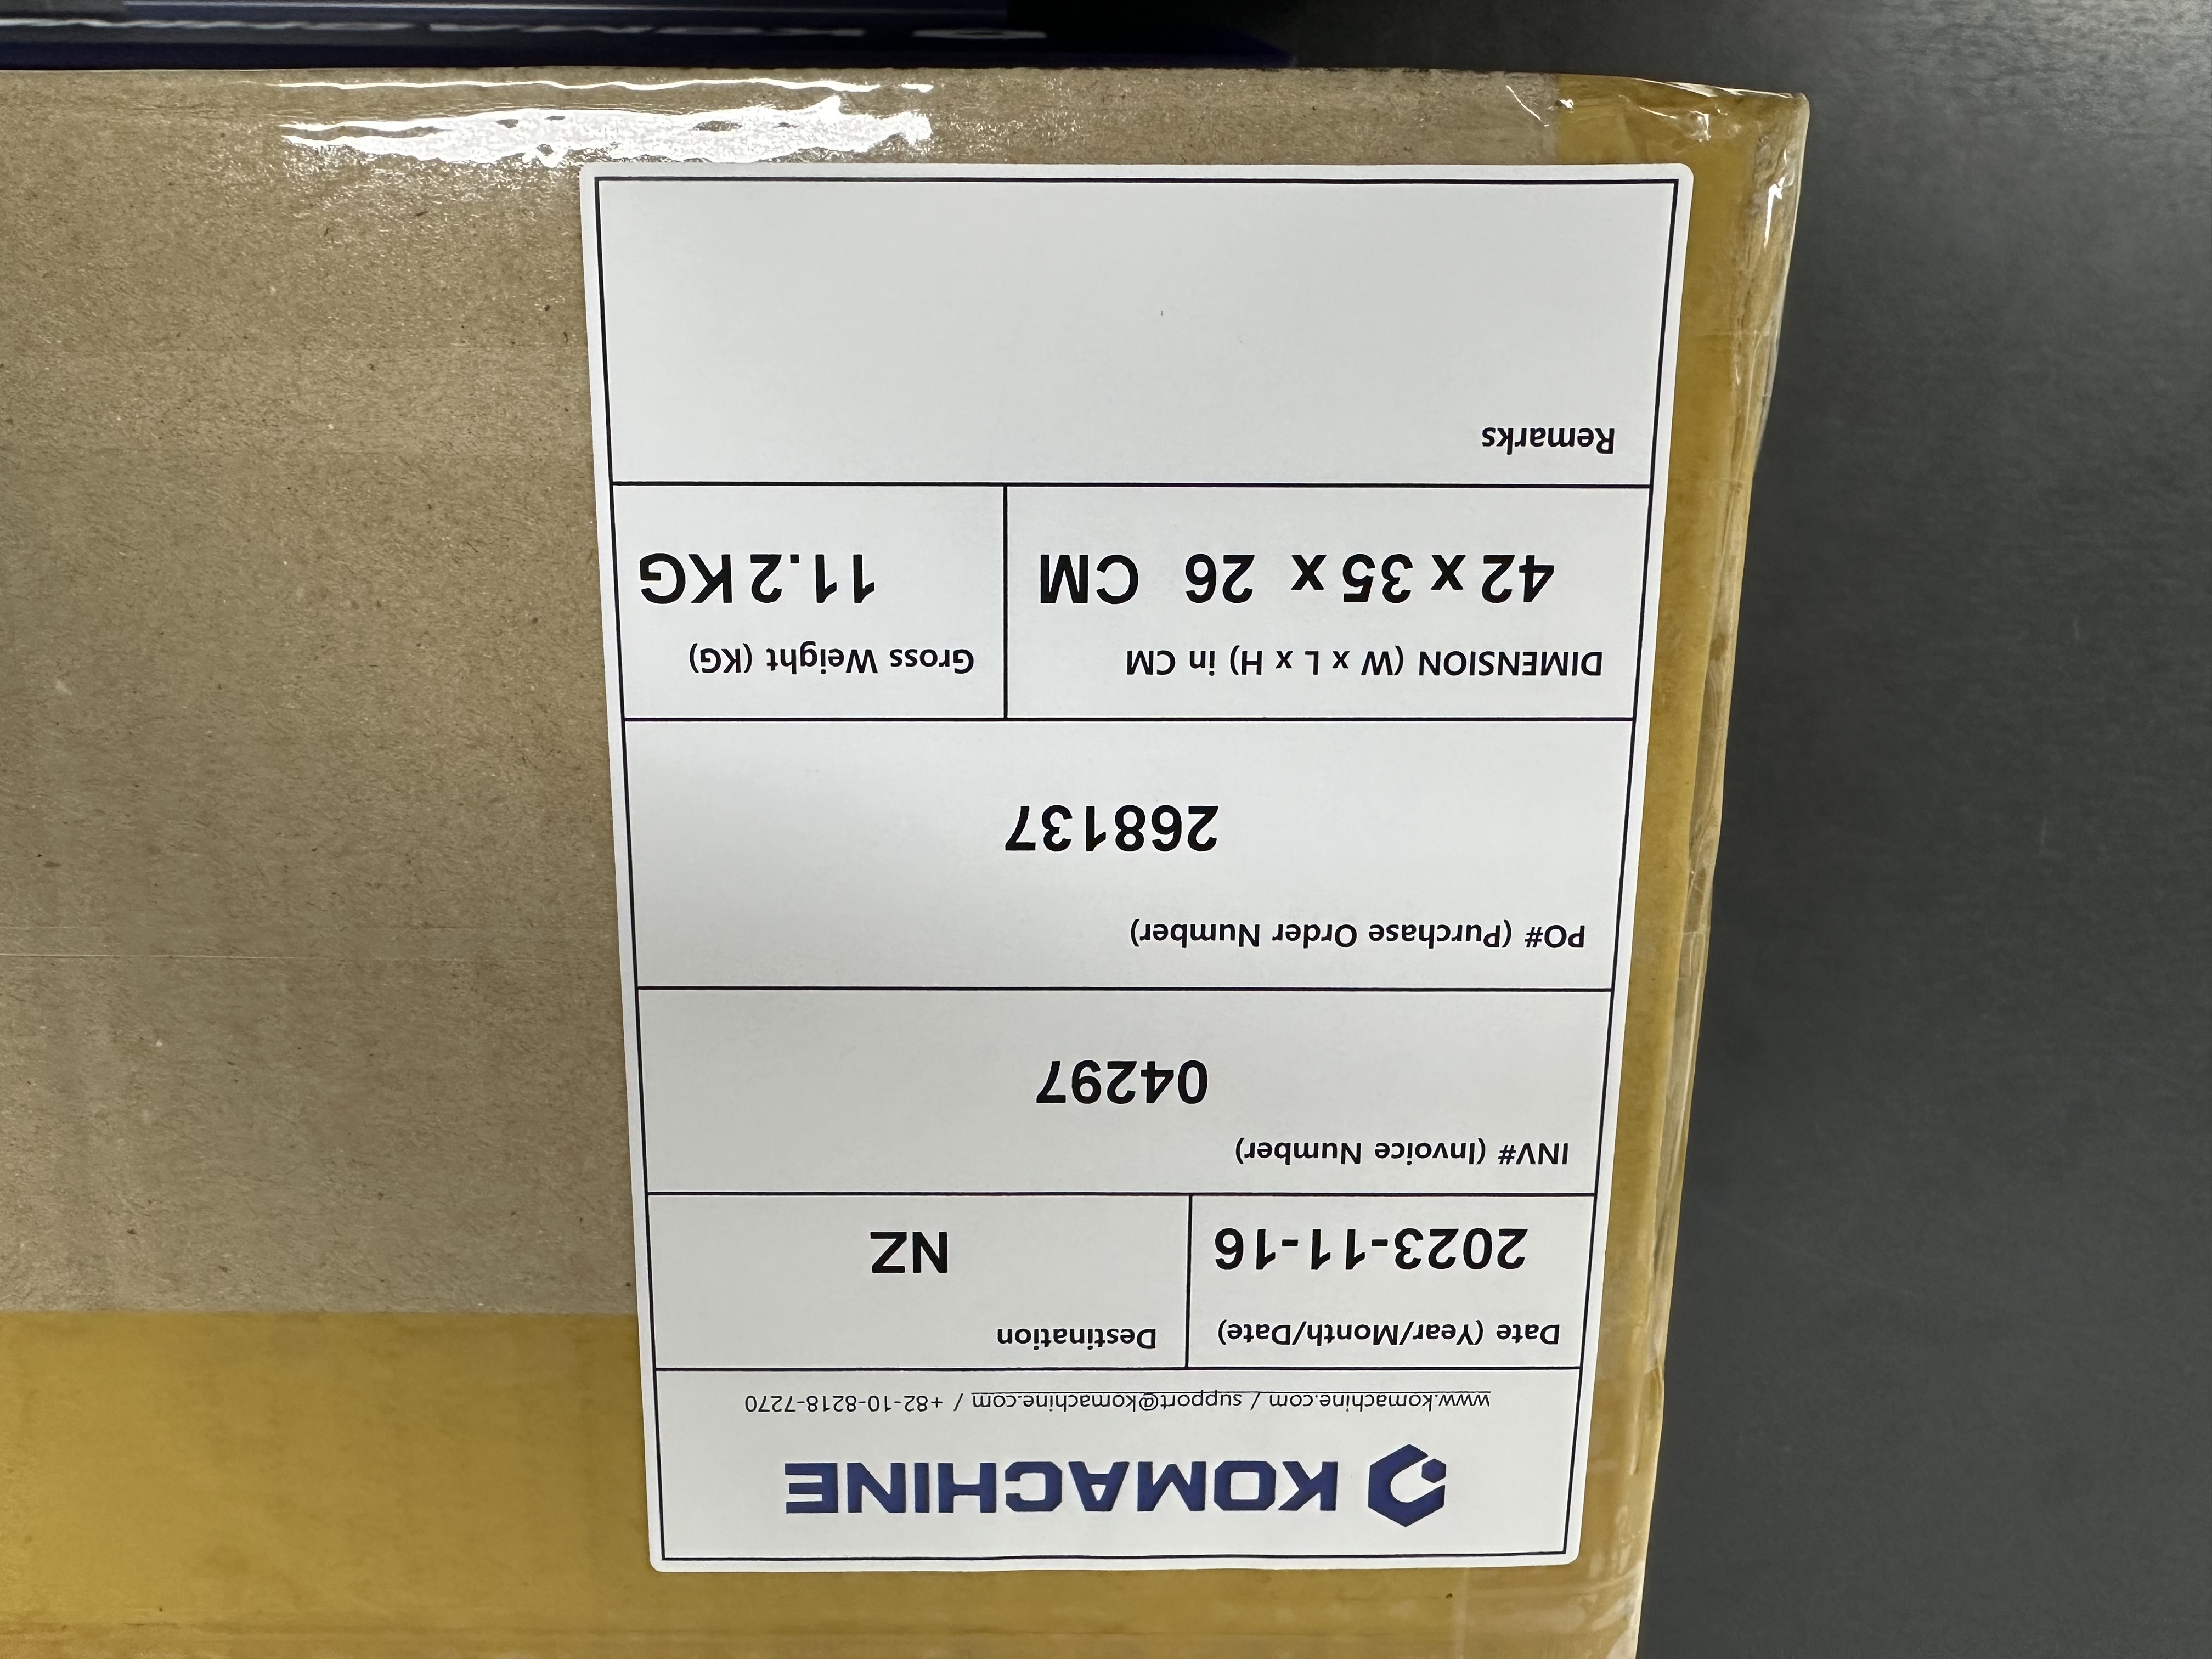 KOMACHINE
www.komachine.com / support@komachine.com / +82-10-8218-7270
Date (Year/Month/Date)
2023-11-16
Destination
NZ
INV# (Invoice Number)
04297
PO# (Purchase Order Number)
268137
DIMENSION (W x L x H) in CM
42 x 35 x 26 CM
Gross Weight (KG)
11.2 KG
Remarks